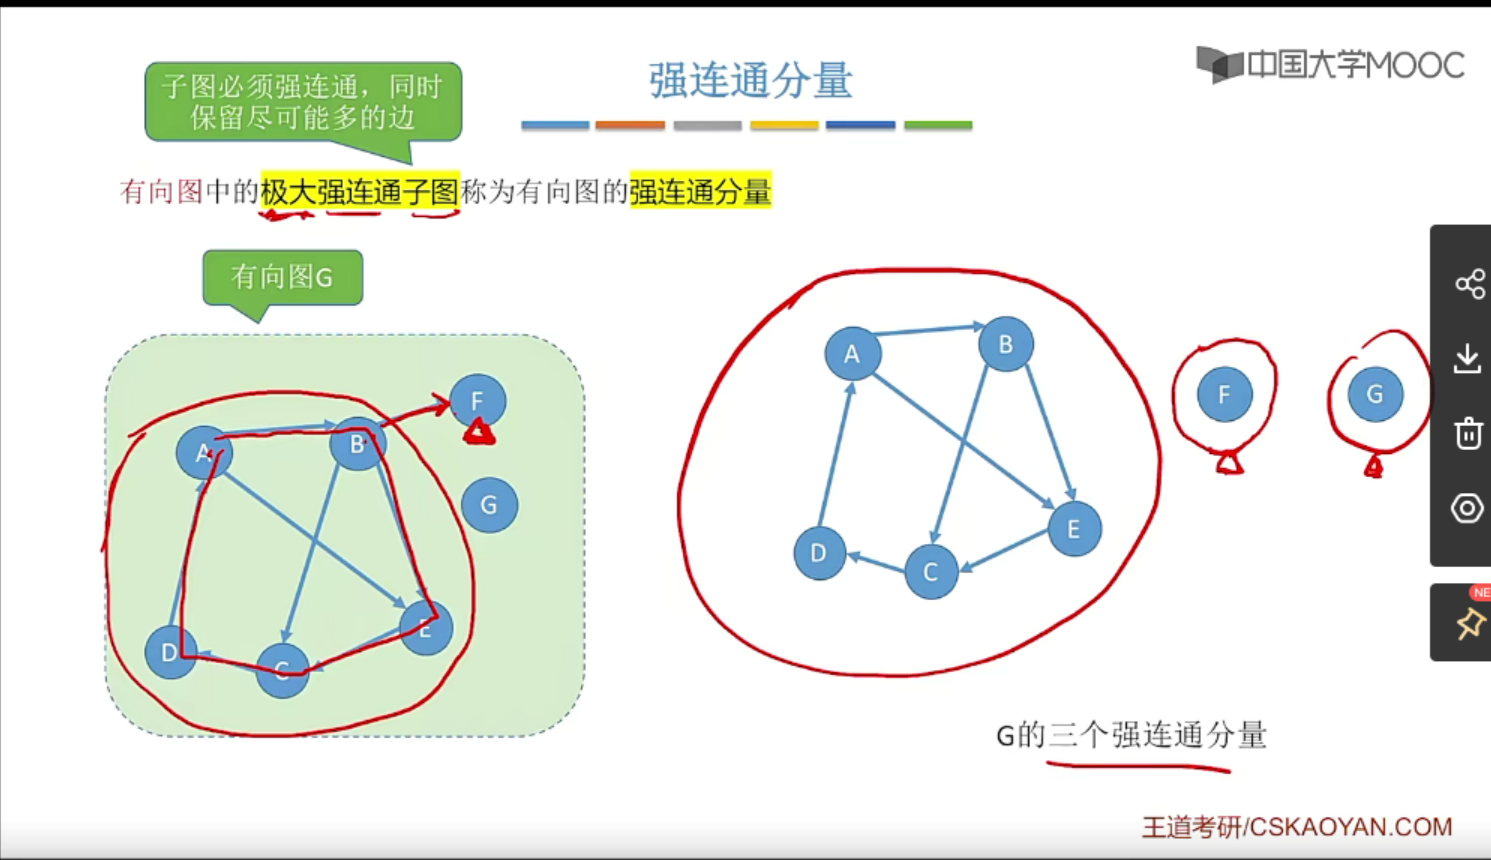 中国大学MOOC
强连通分量
子图必须强连通，同时
保留尽可能多的边
有向图中的极大强连通子图称为有向图的强连通分量
有向图G
A
B
F
G
D
C
E
A
B
E
D
C
F
G
NE
G的三个强连通分量
王道考研/CSKAOYAN.COM